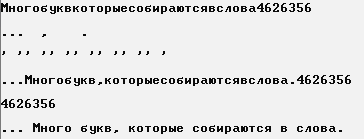 Многобуквкоторыесобираютсявслова4626356
...  ,    .
, ,, ,, ,, ,, ,, ,, ,
...Многобукв,которыесобираютсявслова.4626356
4626356
... Много букв, которые собираются в слова.